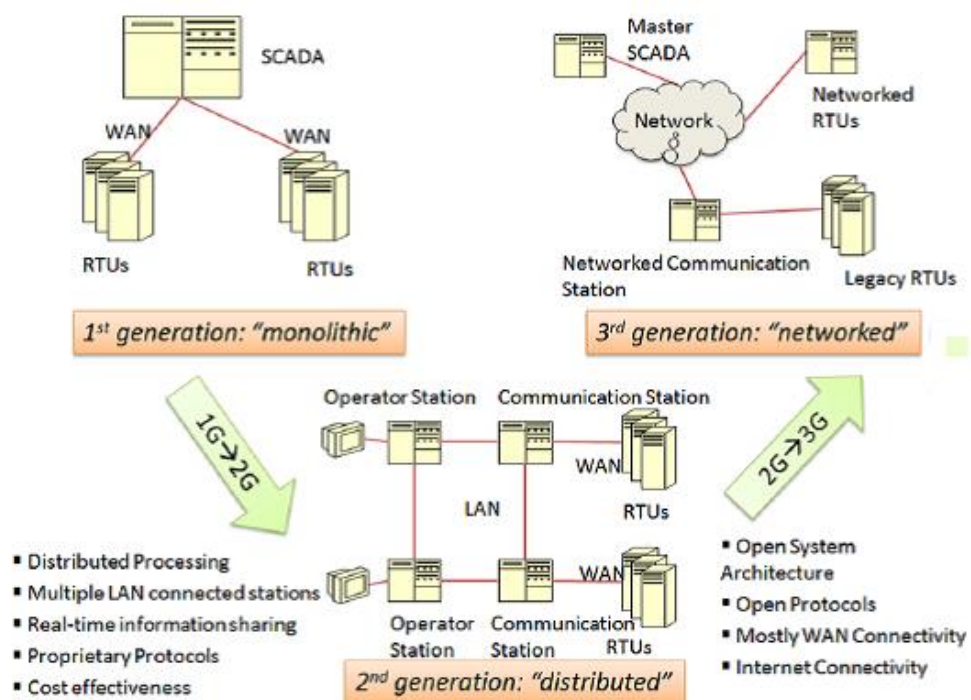 SCADA
WAN
WAN
RTUs
RTUs
1st generation: “monolithic”
Master
SCADA
Network
Networked
RTUs
Networked Communication
Station
Legacy RTUs
3rd generation: “networked”
1G→2G
▪ Distributed Processing
▪ Multiple LAN connected stations
▪ Real-time information sharing
▪ Proprietary Protocols
▪ Cost effectiveness
Operator Station
Communication Station
WAN
RTUs
LAN
WAN
RTUs
Operator
Station
Communication
Station
2nd generation: “distributed”
2G→3G
▪ Open System
Architecture
▪ Open Protocols
▪ Mostly WAN Connectivity
▪ Internet Connectivity